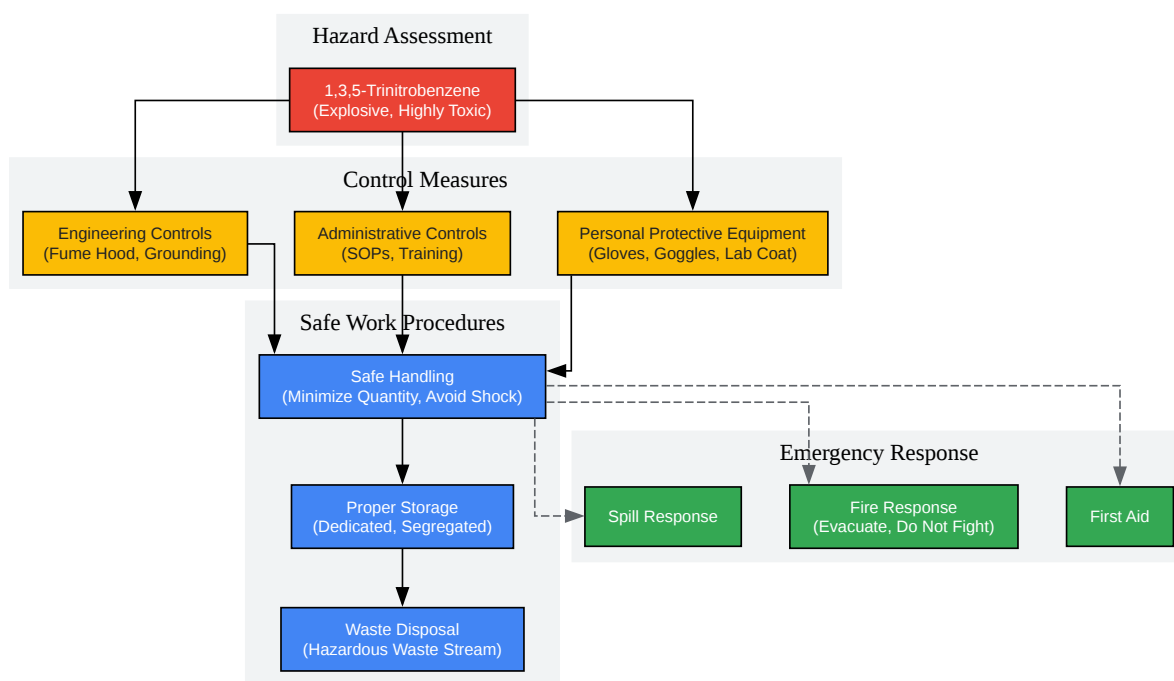 Hazard Assessment
1,3,5-Trinitrobenzene
(Explosive, Highly Toxic)
Control Measures
Engineering Controls
(Fume Hood, Grounding)
Administrative Controls
(SOPs, Training)
Personal Protective Equipment
(Gloves, Goggles, Lab Coat)
Safe Work Procedures
Safe Handling
(Minimize Quantity, Avoid Shock)
Proper Storage
(Dedicated, Segregated)
Waste Disposal
(Hazardous Waste Stream)
Emergency Response
Spill Response
Fire Response
(Evacuate, Do Not Fight)
First Aid